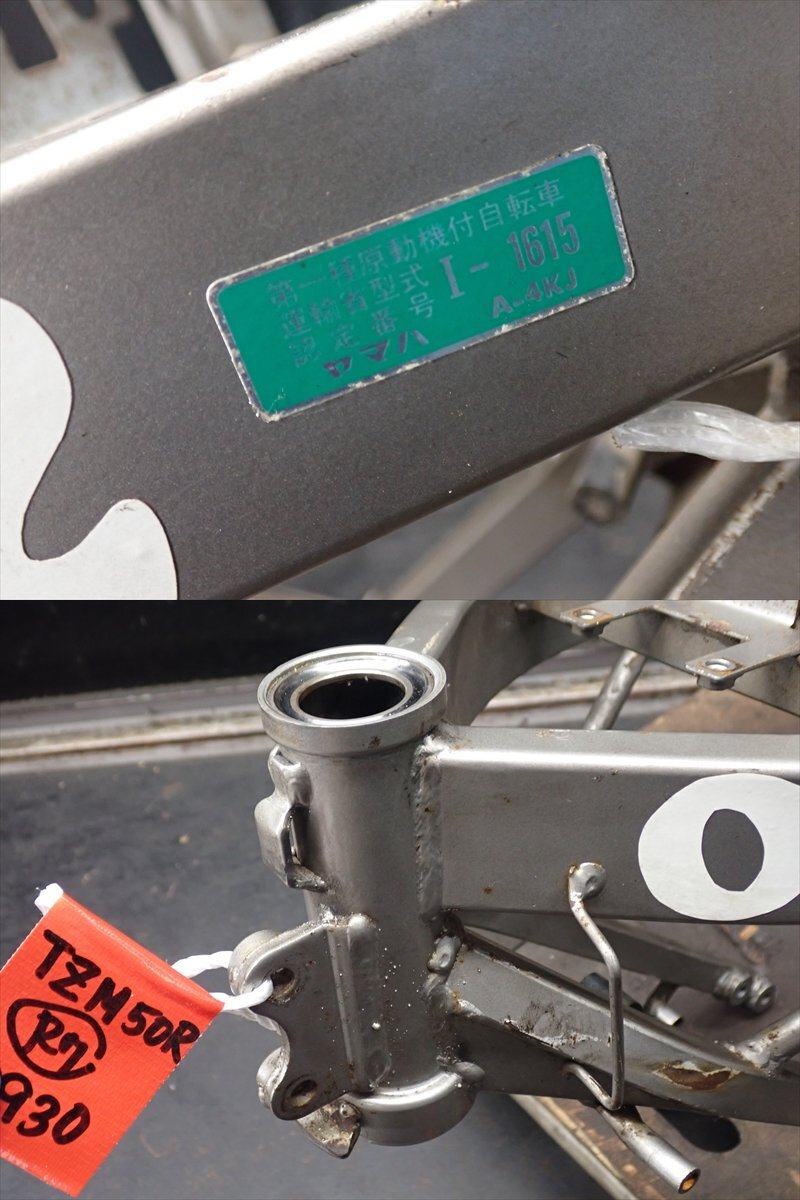 第一種原動機付自転車
運輸省型式
認定番号 I-1615
ヤマハ A-4KJ
TZM50R
930